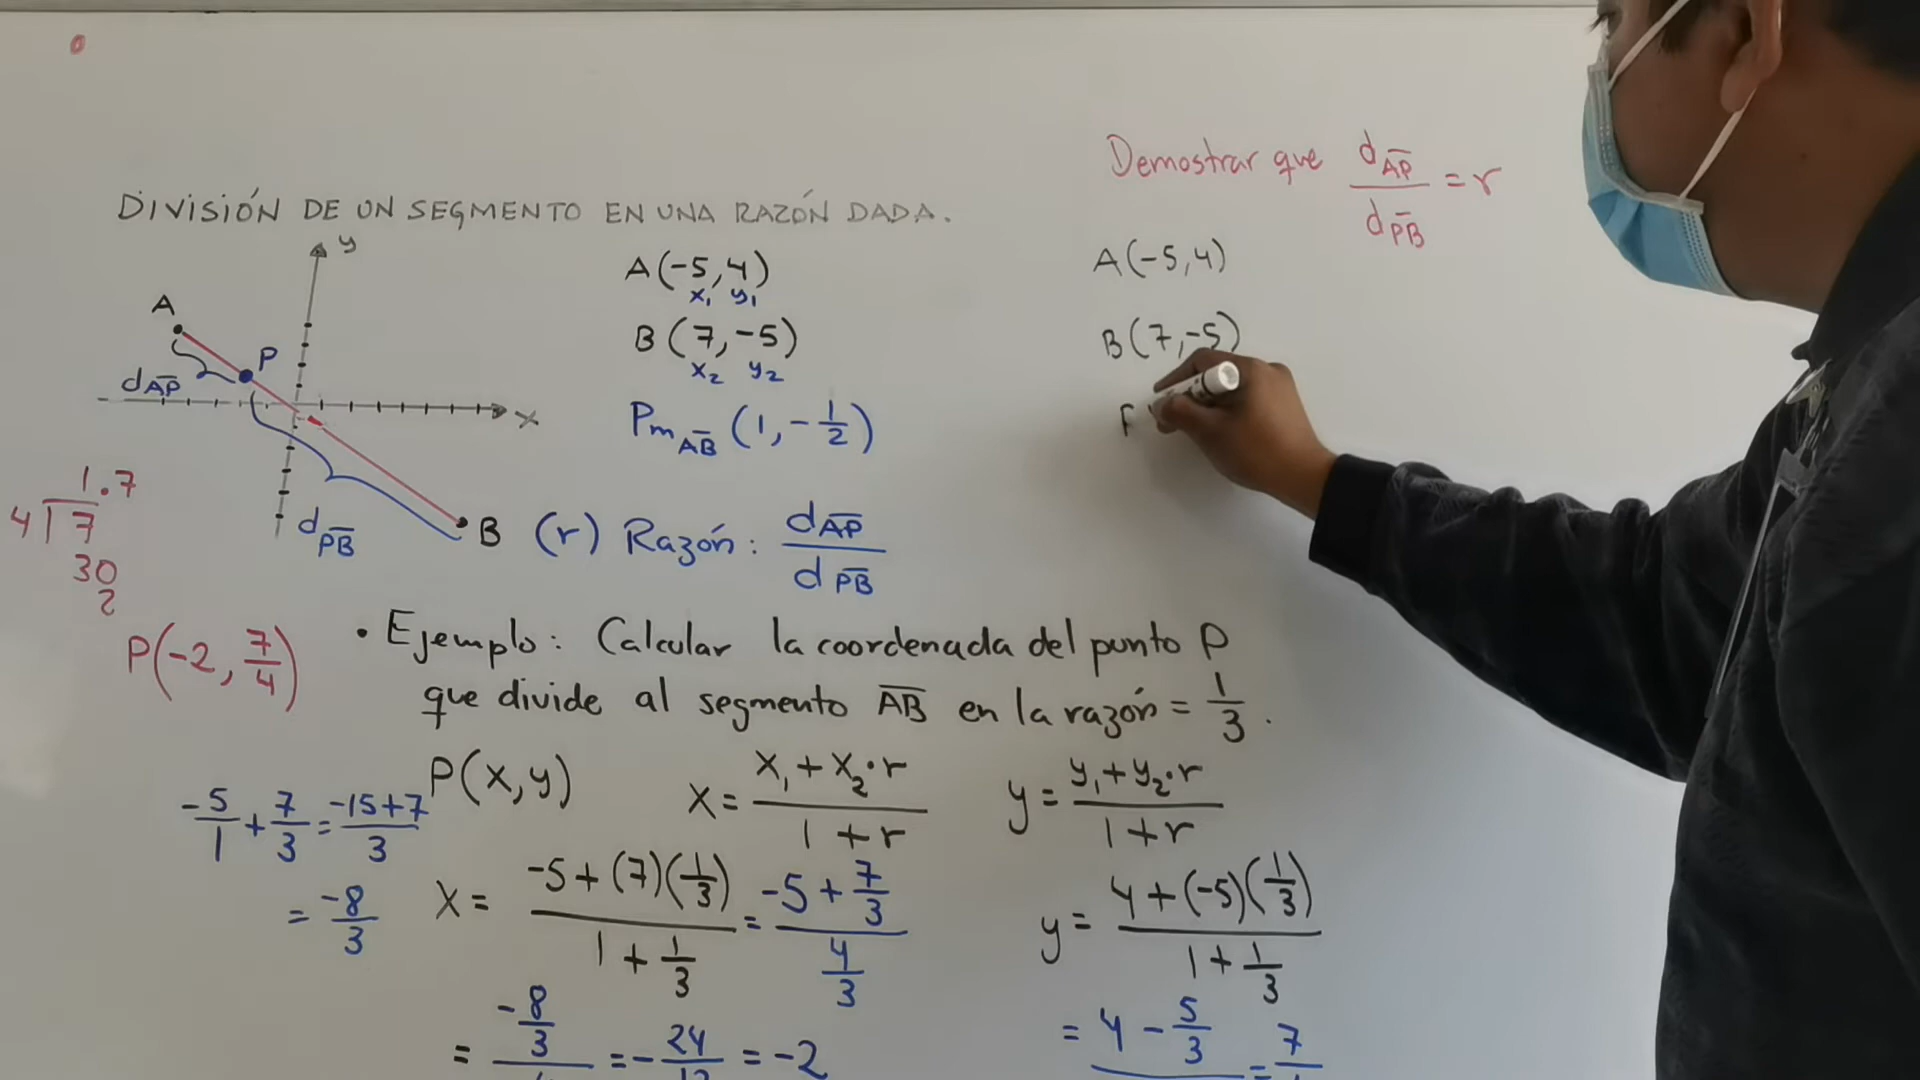 DIVISIÓN DE UN SEGMENTO EN UNA RAZÓN DADA.
y
A
P
dAP
x
B
dPB
A(-5,4)
x₁ y₁
B(7,-5)
x₂ y₂
PmAB (1, -1/2)
(r) Razón: dAP/dPB
1.7
4 7
30
2
P(-2, 7/4)
• Ejemplo: Calcular la coordenada del punto P
que divide al segmento AB en la razón = 1/3.
P(x,y) x = (x₁ + x₂·r)/(1 + r) y = (y₁ + y₂·r)/(1 + r)
-5/1 + 7/3 = (-15+7)/3
= -8/3
x = (-5 + (7)(1/3))/(1 + 1/3) = (-5 + 7/3)/(4/3)
y = (4 + (-5)(1/3))/(1 + 1/3)
= -8/3 = -24/12 = -2
= 4 - 5/3 = 7
Demostrar que dAP/dPB = r
A(-5,4)
B(7,-5)